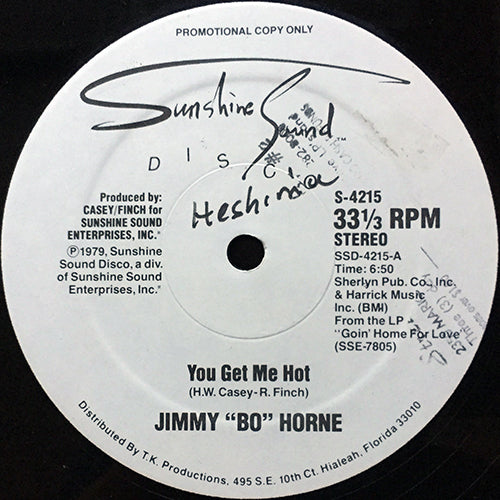 PROMOTIONAL COPY ONLY
Sunshine Sound
DISCO
Produced by:
CASEY/FINCH for
SUNSHINE SOUND
ENTERPRISES, INC.
℗ 1979, Sunshine
Sound Disco, a div.
of Sunshine Sound
Enterprises, Inc.
S-4215
33⅓ RPM
STEREO
SSD-4215-A
Time: 6:50
Sherlyn Pub. Co. Inc.
& Harrick Music
Inc. (BMI)
From the LP
"Goin' Home For Love"
(SSE-7805)
You Get Me Hot
(H.W. Casey-R. Finch)
JIMMY "BO" HORNE
Distributed By T.K. Productions, 495 S.E. 10th Ct. Hialeah, Florida 33010